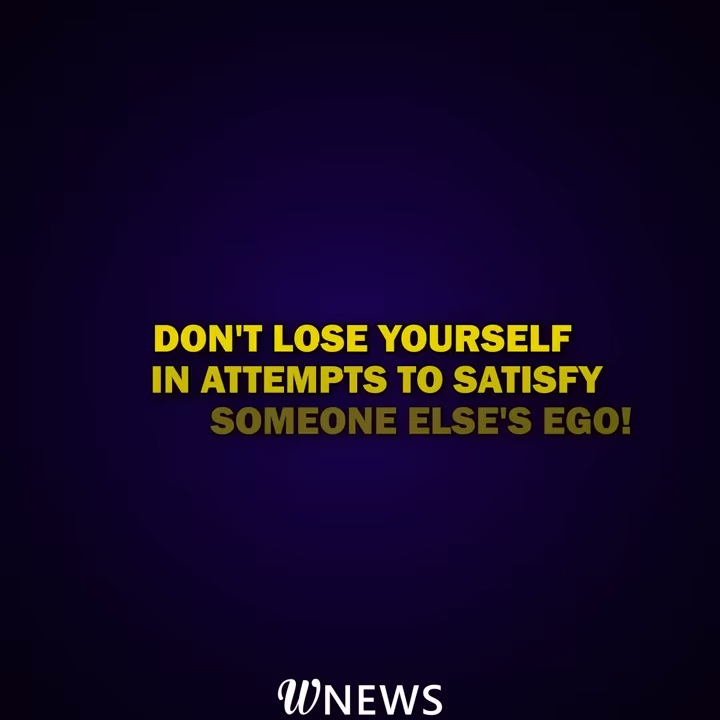 DON'T LOSE YOURSELF
IN ATTEMPTS TO SATISFY
SOMEONE ELSE'S EGO!
WNEWS